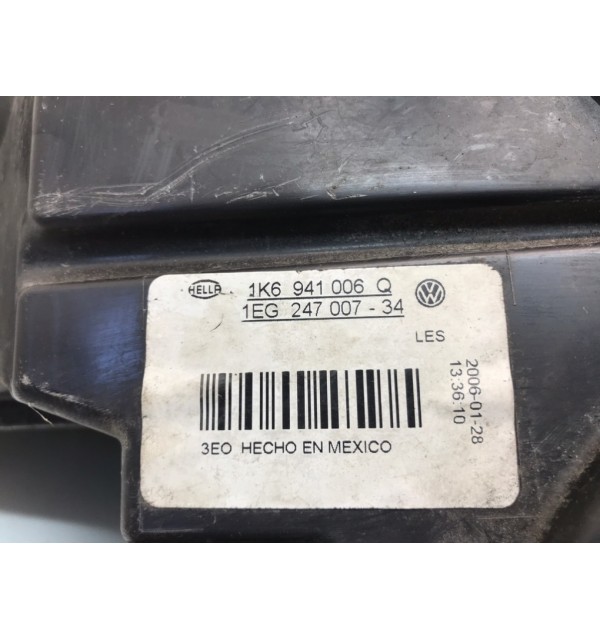 HELLA 1K6 941 006 Q
1EG 247 007 - 34
LES
2006-01-28
13:36:10
3EO HECHO EN MEXICO